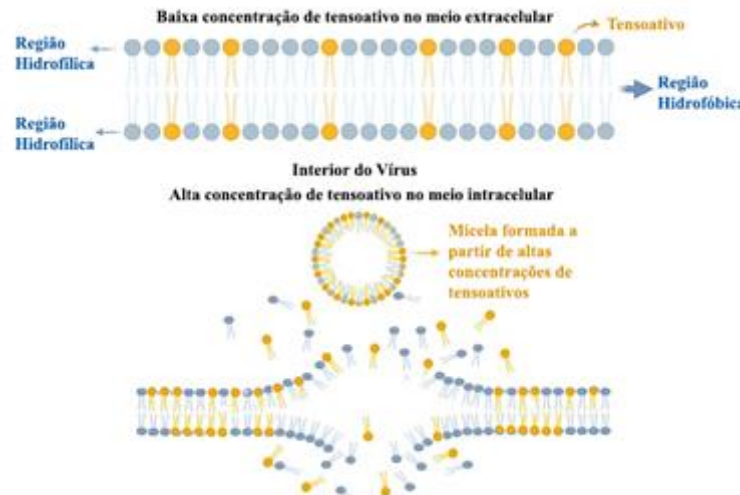 Baixa concentração de tensoativo no meio extracelular
Tensoativo
Região
Hidrofílica
Região
Hidrofóbica
Região
Hidrofílica
Interior do Vírus
Alta concentração de tensoativo no meio intracelular
Micela formada a
partir de altas
concentrações de
tensoativos